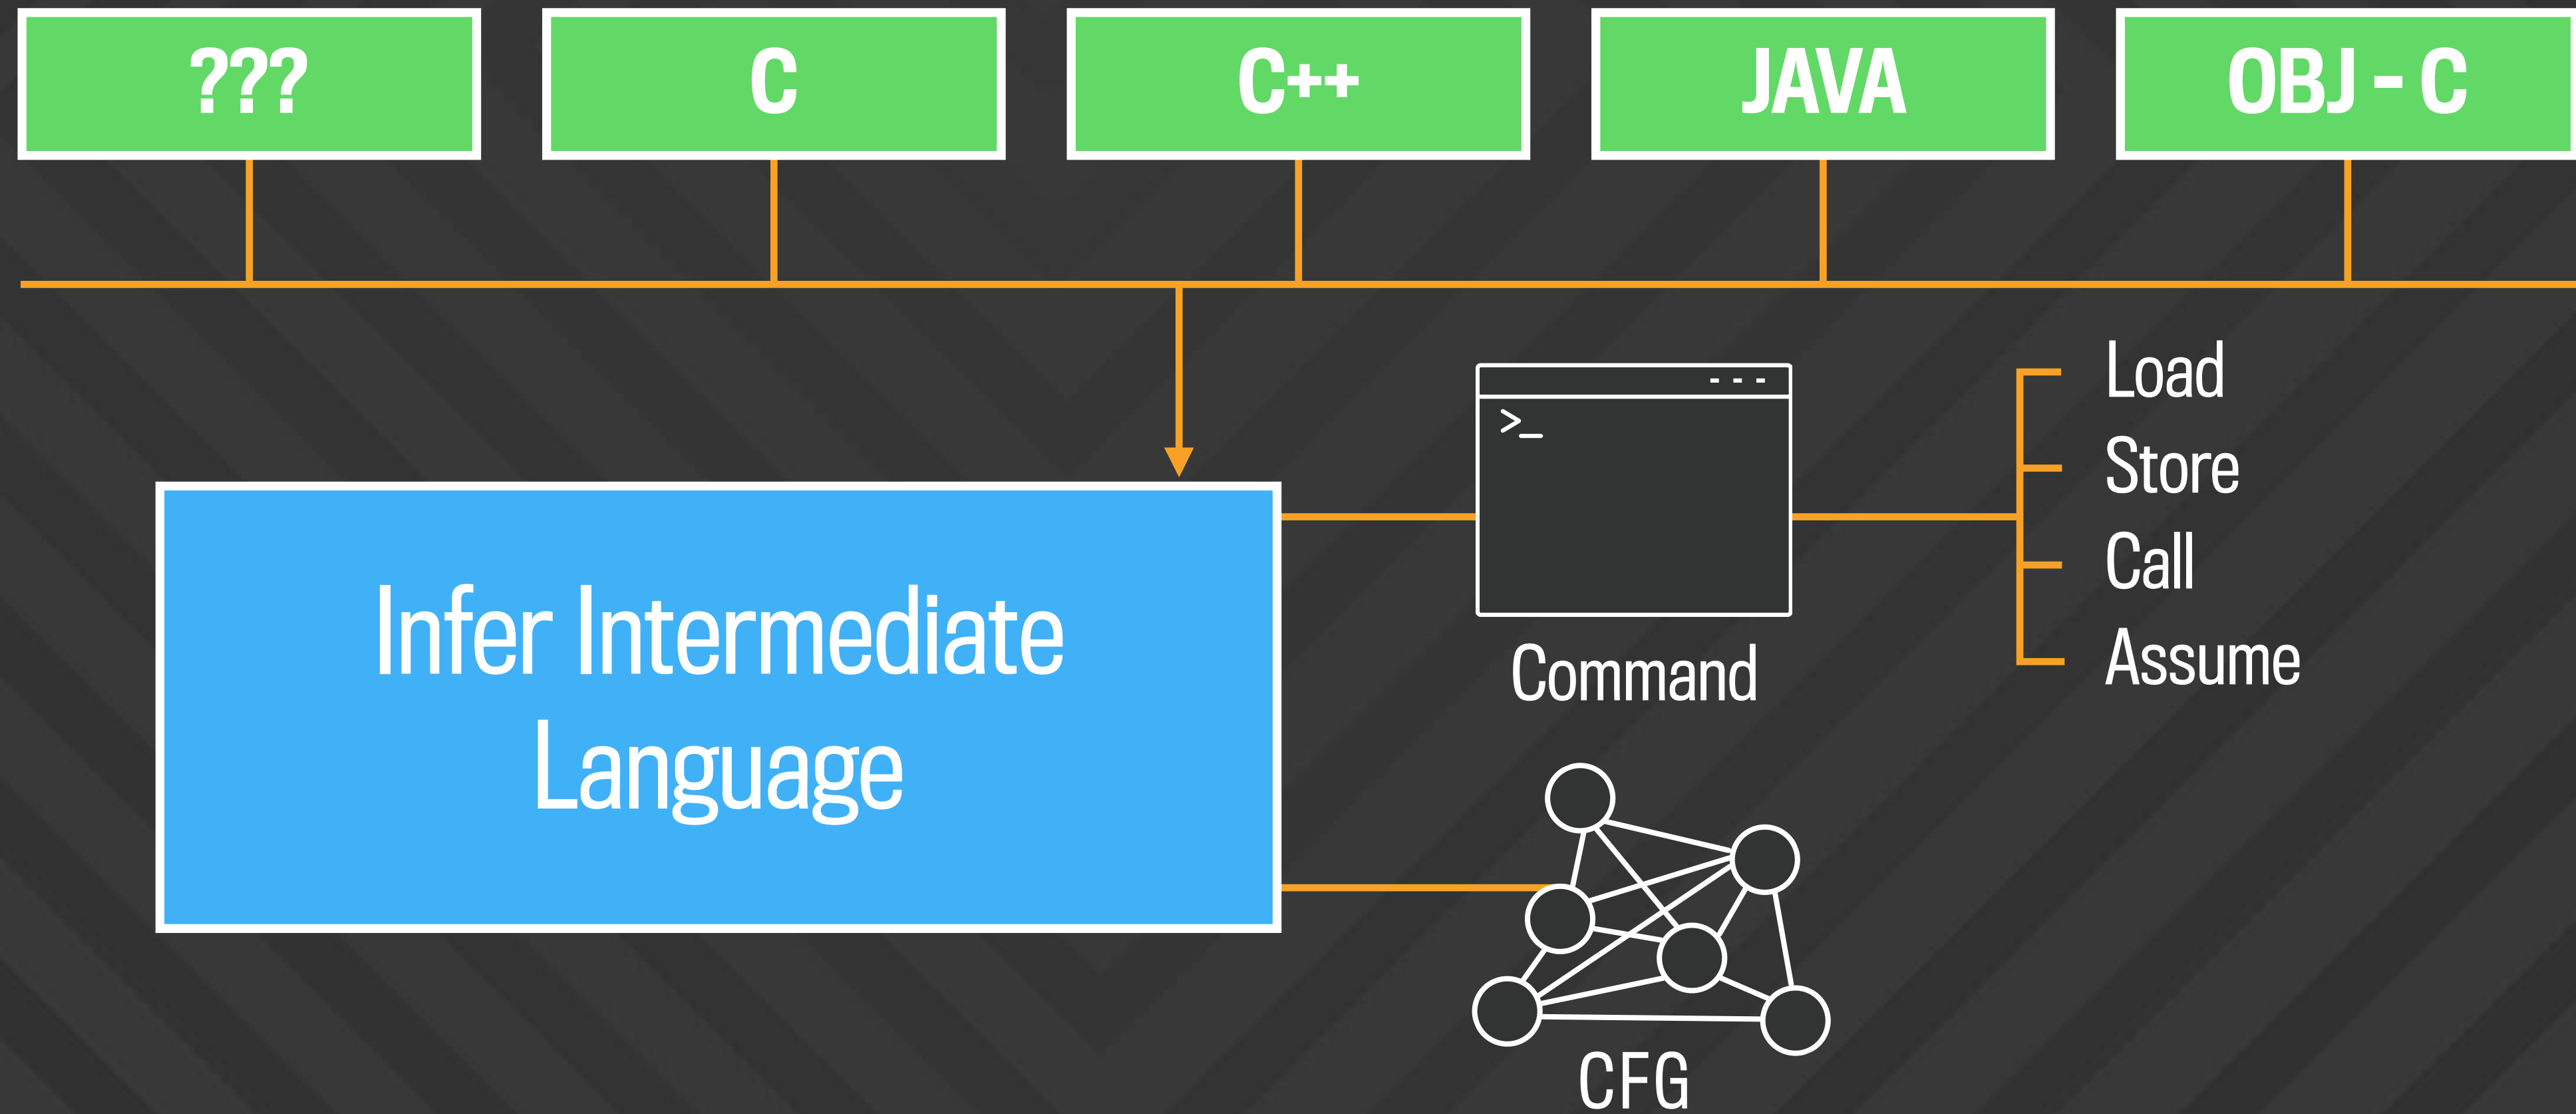 ???
C
C++
JAVA
OBJ - C
Load
Store
Call
Assume
>_
Command
Infer Intermediate
Language
CFG